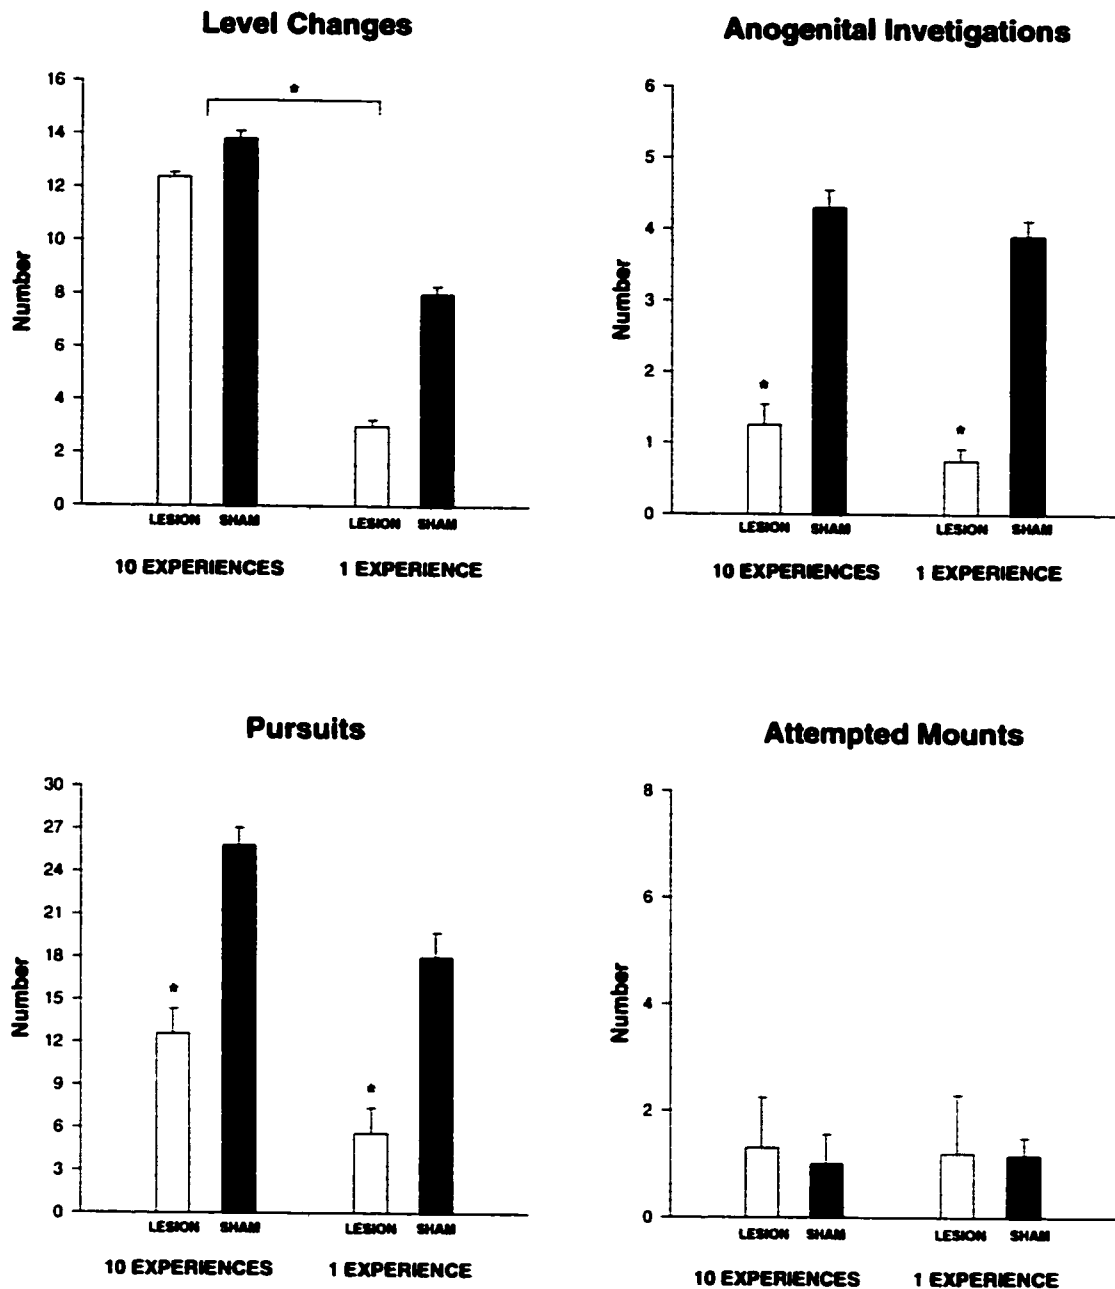 Level Changes
16
14
12
10
8
6
4
2
0
Number
*
LESION SHAM LESION SHAM
10 EXPERIENCES 1 EXPERIENCE
Anogenital Invetigations
6
5
4
3
2
1
0
Number
*
*
LESION SHAM LESION SHAM
10 EXPERIENCES 1 EXPERIENCE
Pursuits
30
27
24
21
18
15
12
9
6
3
0
Number
*
*
LESION SHAM LESION SHAM
10 EXPERIENCES 1 EXPERIENCE
Attempted Mounts
8
6
4
2
0
Number
LESION SHAM LESION SHAM
10 EXPERIENCES 1 EXPERIENCE